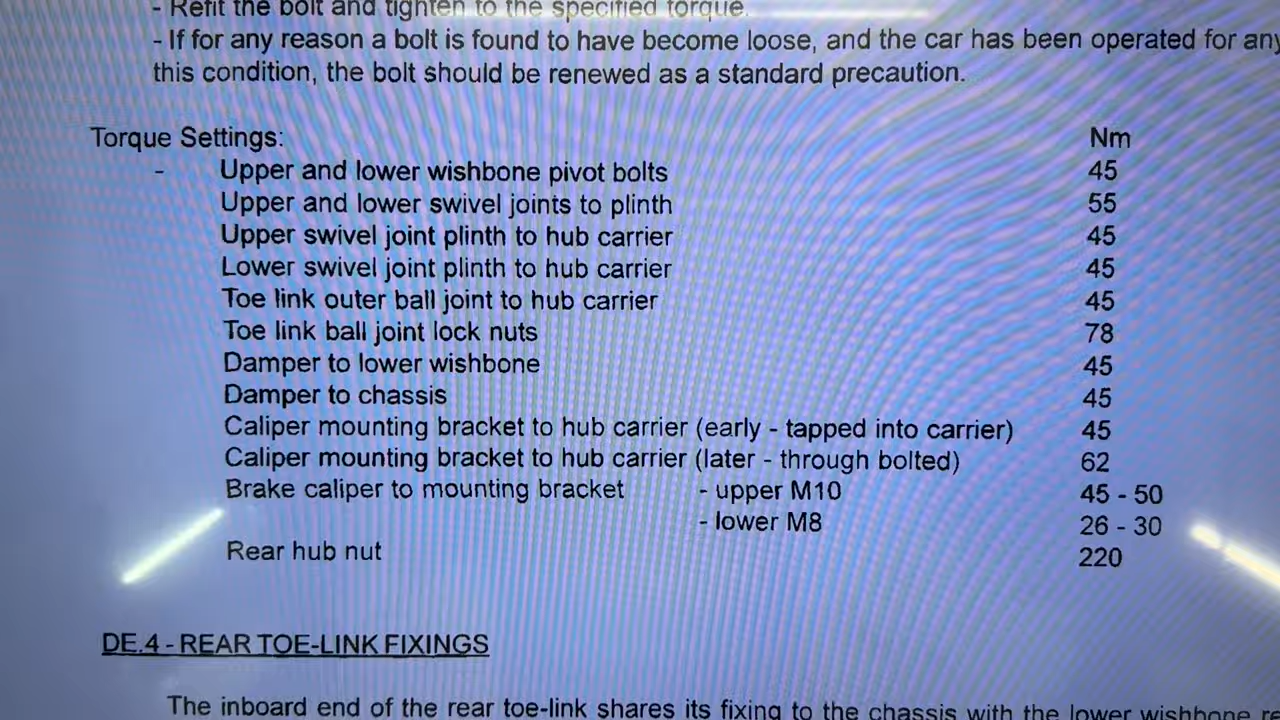 - Refit the bolt and tighten to the specified torque.
- If for any reason a bolt is found to have become loose, and the car has been operated for any
this condition, the bolt should be renewed as a standard precaution.
Torque Settings: Nm
- Upper and lower wishbone pivot bolts 45
Upper and lower swivel joints to plinth 55
Upper swivel joint plinth to hub carrier 45
Lower swivel joint plinth to hub carrier 45
Toe link outer ball joint to hub carrier 45
Toe link ball joint lock nuts 78
Damper to lower wishbone 45
Damper to chassis 45
Caliper mounting bracket to hub carrier (early - tapped into carrier) 45
Caliper mounting bracket to hub carrier (later - through bolted) 62
Brake caliper to mounting bracket - upper M10 45 - 50
- lower M8 26 - 30
Rear hub nut 220
DE.4 - REAR TOE-LINK FIXINGS
The inboard end of the rear toe-link shares its fixing to the chassis with the lower wishbone